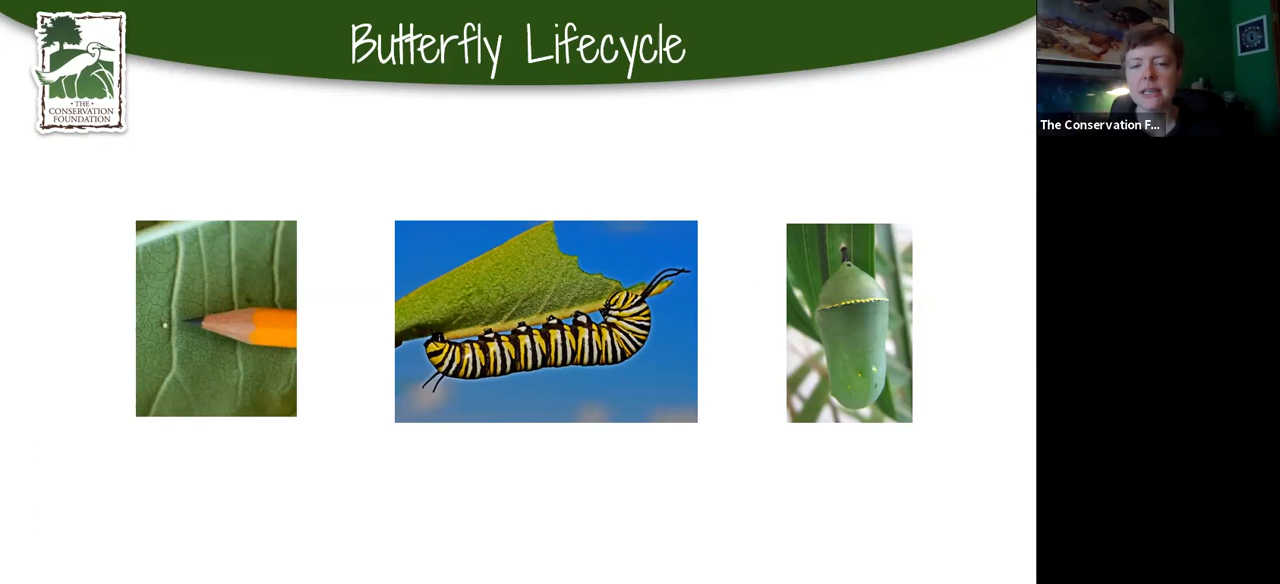 Butterfly Lifecycle
• THE •
CONSERVATION
FOUNDATION
The Conservation F...